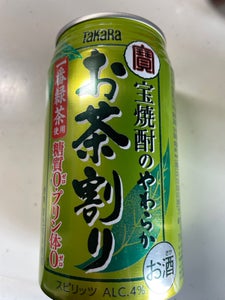 TaKaRa
寶
宝焼酎のやわらか
お茶割り
一番緑茶
使用
糖質0プリン体0
お酒
スピリッツ ALC.4%